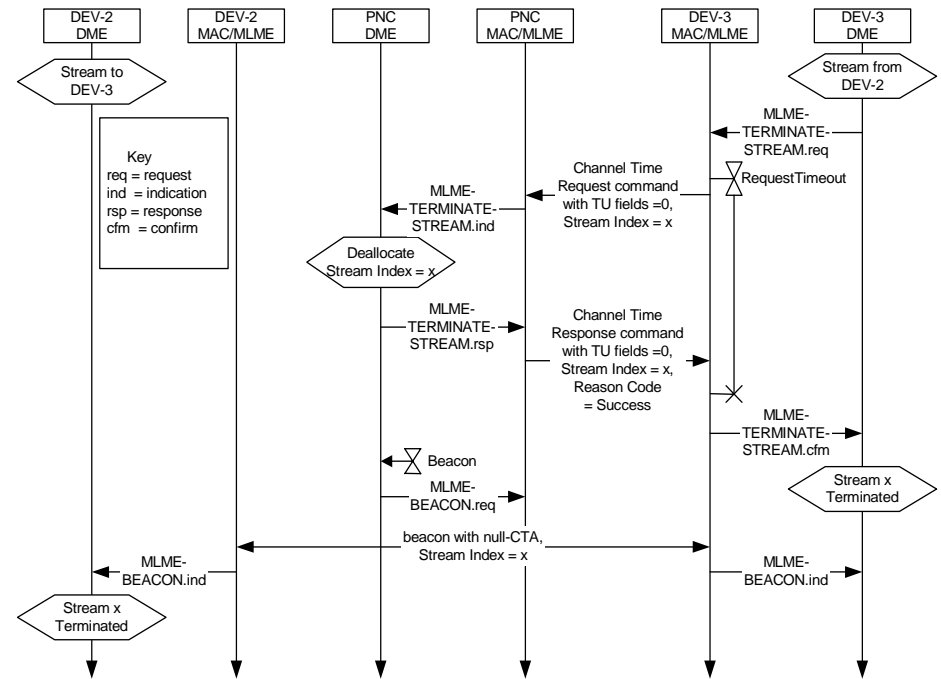 DEV-2
DME
DEV-2
MAC/MLME
PNC
DME
PNC
MAC/MLME
DEV-3
MAC/MLME
DEV-3
DME
Stream to
DEV-3
Stream from
DEV-2
Key
req = request
ind = indication
rsp = response
cfm = confirm
MLME-
TERMINATE-
STREAM.req
RequestTimeout
Channel Time
Request command
with TU fields =0,
Stream Index = x
MLME-
TERMINATE-
STREAM.ind
Deallocate
Stream Index = x
MLME-
TERMINATE-
STREAM.rsp
Channel Time
Response command
with TU fields =0,
Stream Index = x,
Reason Code
= Success
MLME-
TERMINATE-
STREAM.cfm
Beacon
MLME-
BEACON.req
Stream x
Terminated
beacon with null-CTA,
Stream Index = x
MLME-
BEACON.ind
MLME-
BEACON.ind
Stream x
Terminated